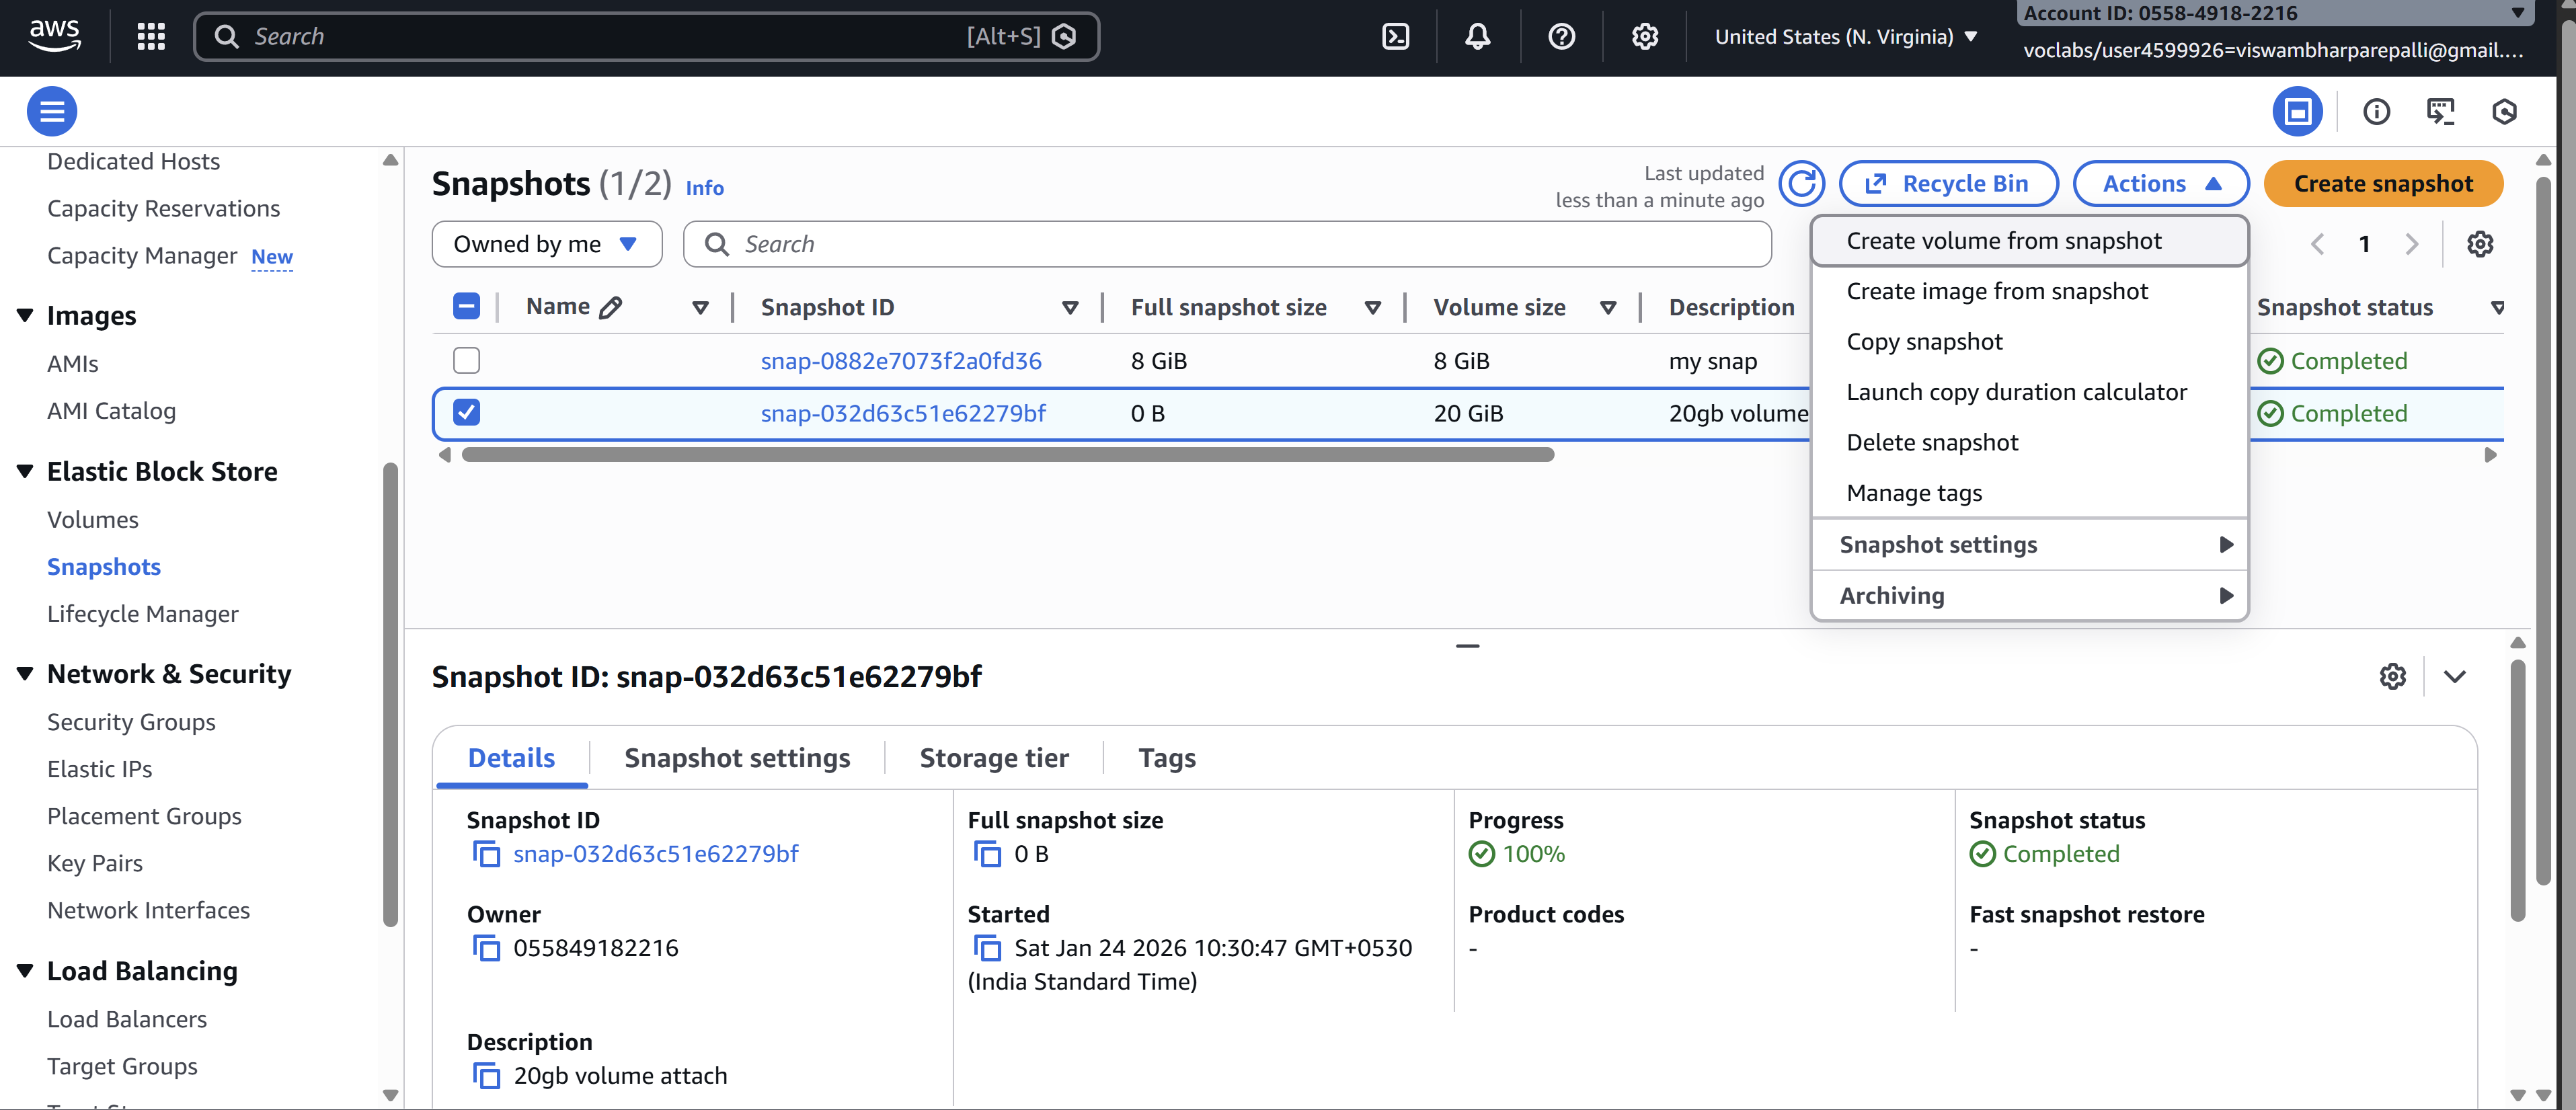 aws
Search
[Alt+S]
United States (N. Virginia)
Account ID: 0558-4918-2216
voclabs/user4599926=viswambharparepalli@gmail....
Dedicated Hosts
Capacity Reservations
Capacity Manager New
Images
AMIs
AMI Catalog
Elastic Block Store
Volumes
Snapshots
Lifecycle Manager
Network & Security
Security Groups
Elastic IPs
Placement Groups
Key Pairs
Network Interfaces
Load Balancing
Load Balancers
Target Groups
Snapshots (1/2) Info
Last updated
less than a minute ago
Recycle Bin
Actions
Create snapshot
Owned by me
Search
1
Name
Snapshot ID
Full snapshot size
Volume size
Description
Snapshot status
snap-0882e7073f2a0fd36
8 GiB
8 GiB
my snap
Completed
snap-032d63c51e62279bf
0 B
20 GiB
20gb volume
Completed
Create volume from snapshot
Create image from snapshot
Copy snapshot
Launch copy duration calculator
Delete snapshot
Manage tags
Snapshot settings
Archiving
Snapshot ID: snap-032d63c51e62279bf
Details
Snapshot settings
Storage tier
Tags
Snapshot ID
snap-032d63c51e62279bf
Full snapshot size
0 B
Progress
100%
Snapshot status
Completed
Owner
055849182216
Started
Sat Jan 24 2026 10:30:47 GMT+0530
(India Standard Time)
Product codes
-
Fast snapshot restore
-
Description
20gb volume attach